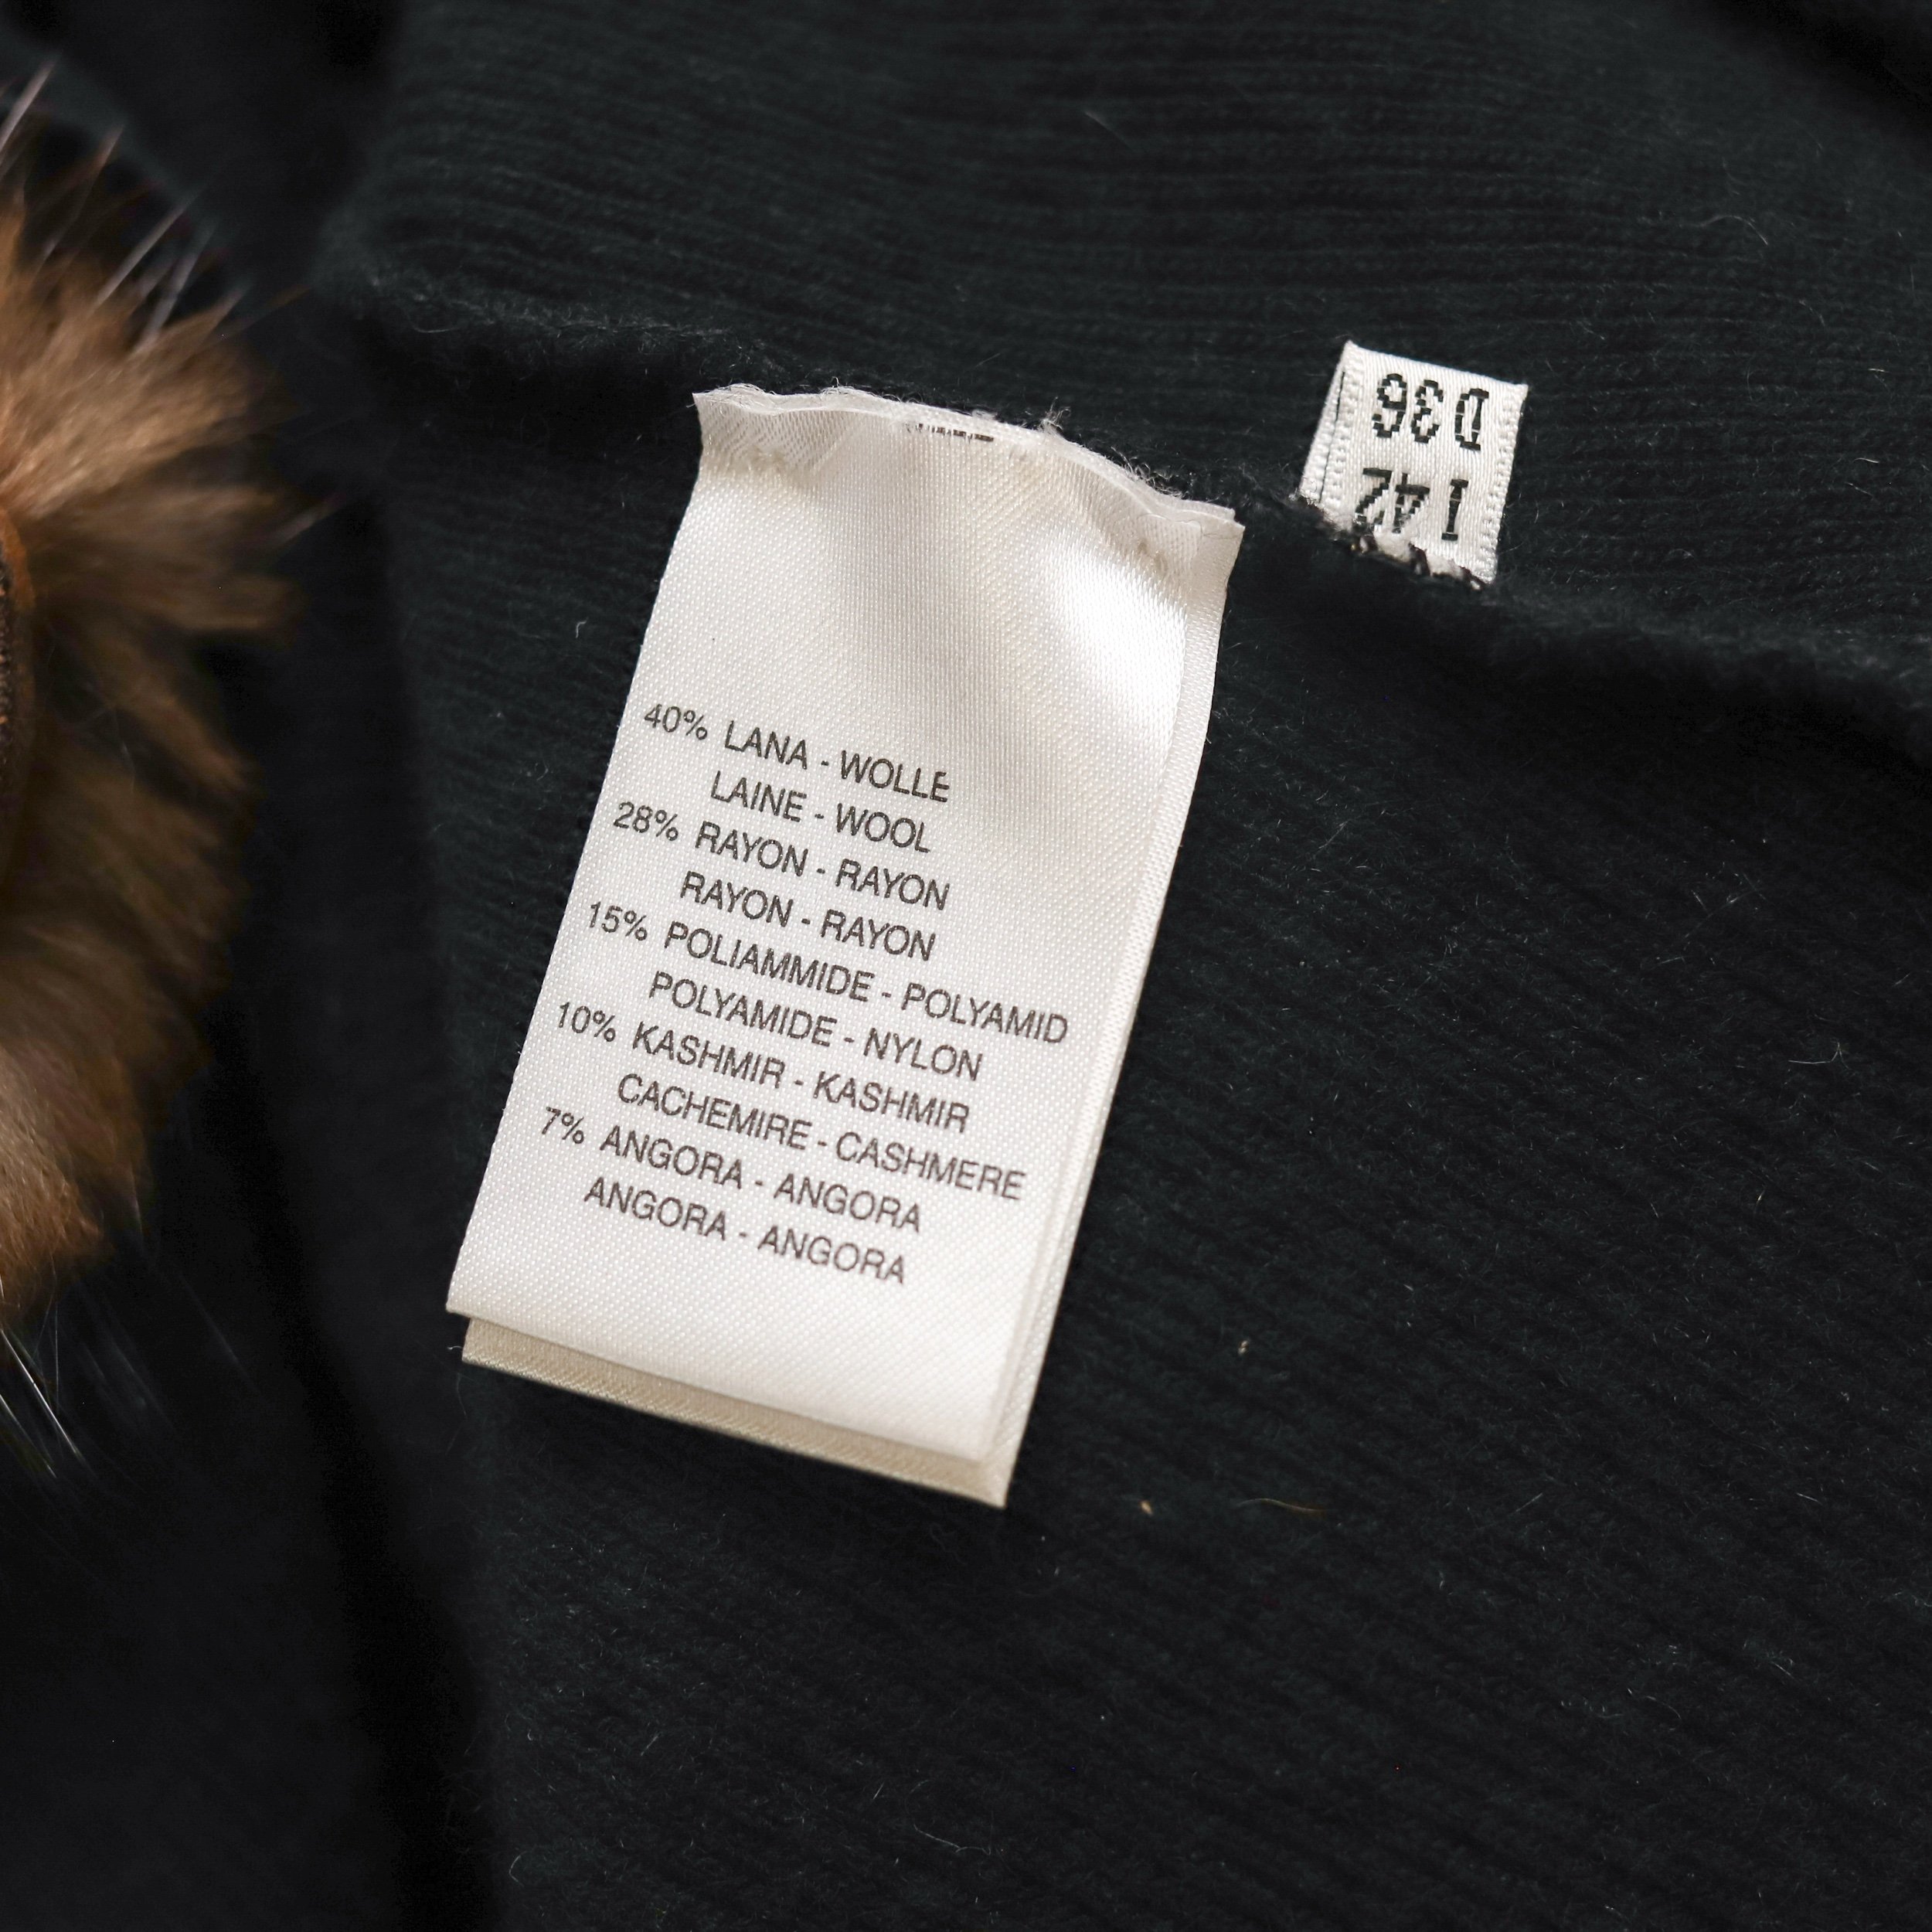 40% LANA - WOLLE
LAINE - WOOL
28% RAYON - RAYON
RAYON - RAYON
15% POLIAMMIDE - POLYAMID
POLYAMIDE - NYLON
10% KASHMIR - KASHMIR
CACHEMIRE - CASHMERE
7% ANGORA - ANGORA
ANGORA - ANGORA
I 42
D 36